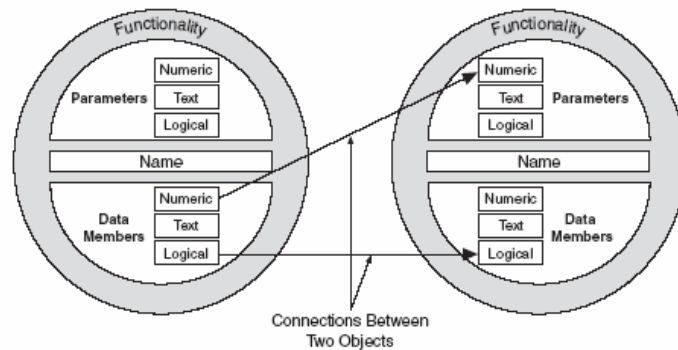 Functionality
Numeric
Parameters
Text
Logical
Name
Numeric
Data
Members
Text
Logical
Functionality
Numeric
Text
Parameters
Logical
Name
Numeric
Text
Data
Members
Logical
Connections Between
Two Objects